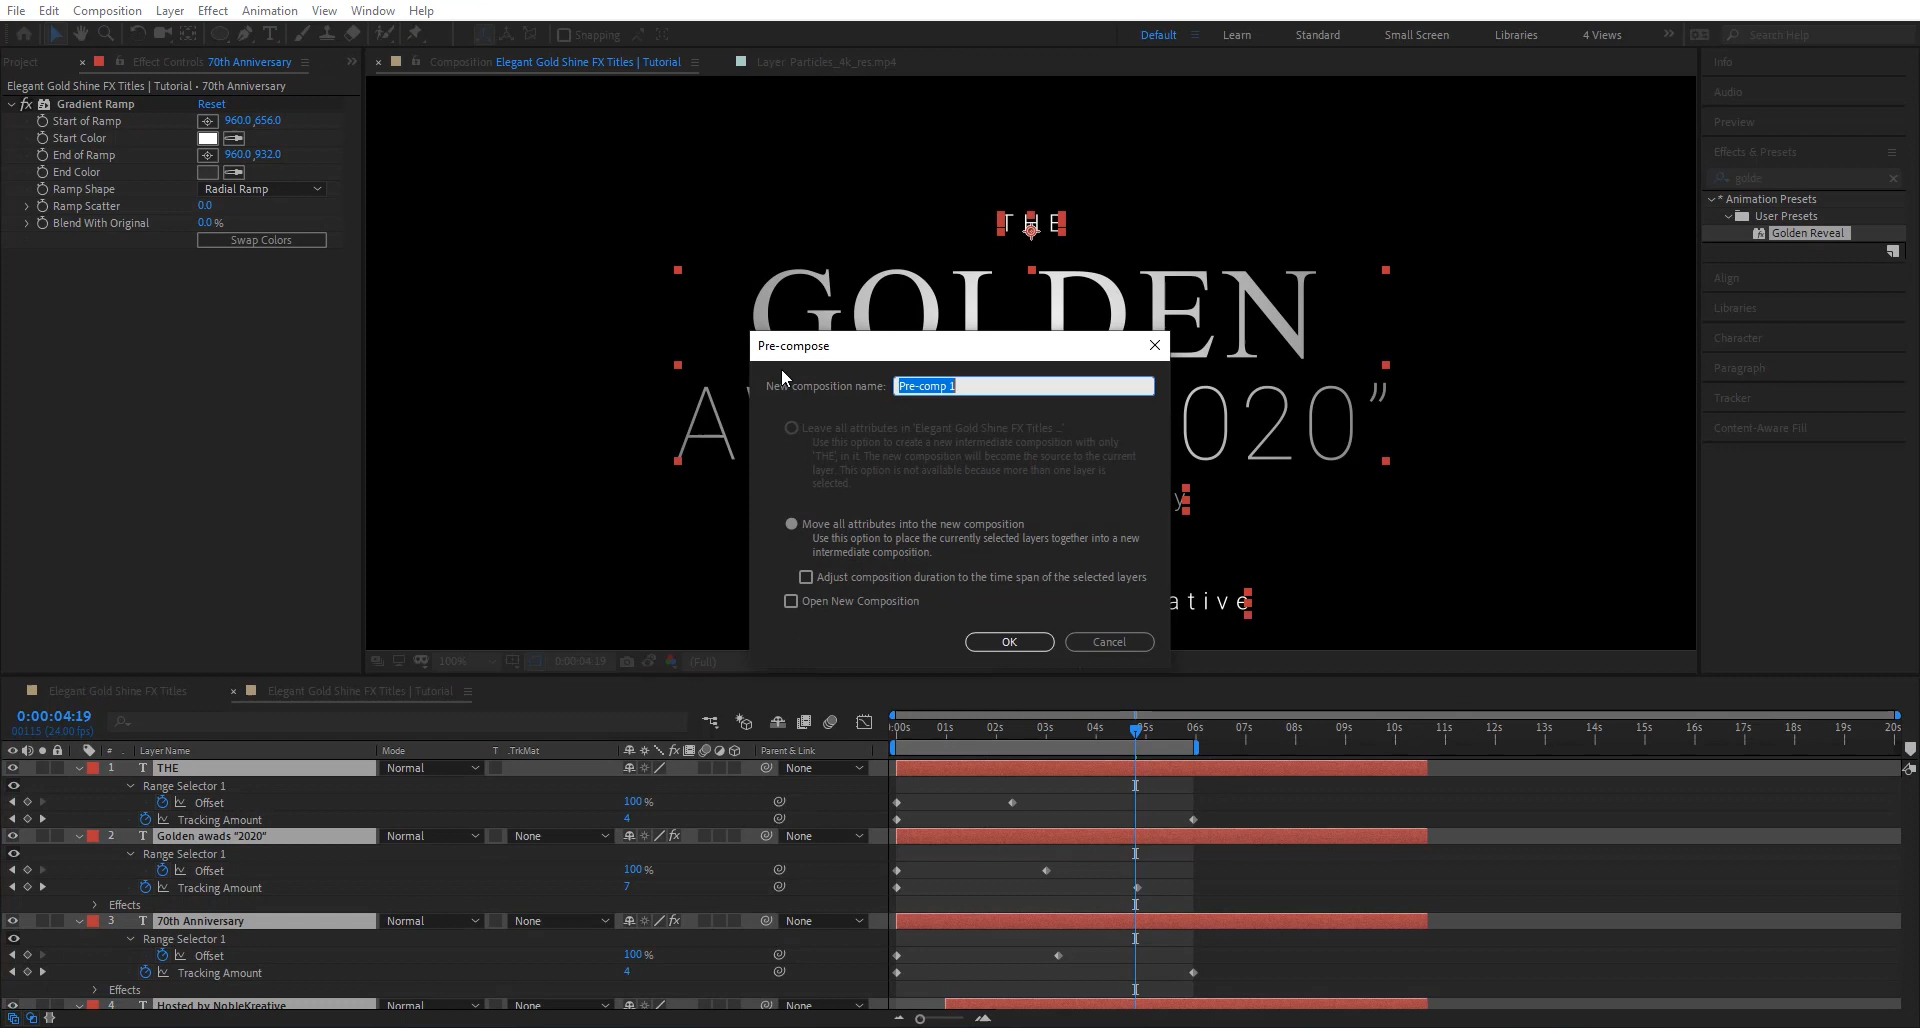 File Edit Composition Layer Effect Animation View Window Help
Snapping Default Learn Standard Small Screen Libraries 4 Views Search Help
Project Effect Controls 70th Anniversary Composition Elegant Gold Shine FX Titles | Tutorial Layer Particles_4k_res.mp4 Info
Elegant Gold Shine FX Titles | Tutorial • 70th Anniversary
Audio
fx Gradient Ramp Reset
Start of Ramp 960.0,656.0
Preview
Start Color
End of Ramp 960.0,932.0
Effects & Presets
End Color
golde
Ramp Shape Radial Ramp
* Animation Presets
Ramp Scatter 0.0
User Presets
Blend With Original 0.0 %
Golden Reveal
Swap Colors
THE
GOLDEN
Align
Libraries
Character
Paragraph
Tracker
Content-Aware Fill
Pre-compose
New composition name: Pre-comp 1
A 020”
Leave all attributes in 'Elegant Gold Shine FX Titles ...'
Use this option to create a new intermediate composition with only
'THE' in it. The new composition will become the source to the current
layer. This option is not available because more than one layer is
selected.
y
Move all attributes into the new composition
Use this option to place the currently selected layers together into a new
intermediate composition.
Adjust composition duration to the time span of the selected layers
Open New Composition
ative
OK Cancel
100% 0:00:04:19 (Full)
Elegant Gold Shine FX Titles Elegant Gold Shine FX Titles | Tutorial
0:00:04:19
00115 (24.00 fps)
:00s 01s 02s 03s 04s 05s 06s 07s 08s 09s 10s 11s 12s 13s 14s 15s 16s 17s 18s 19s 20s
# Layer Name Mode T .TrkMat fx Parent & Link
1 T THE Normal None
Range Selector 1
Offset 100 %
Tracking Amount 4
2 T Golden awads “2020” Normal None fx None
Range Selector 1
Offset 100 %
Tracking Amount 7
Effects
3 T 70th Anniversary Normal None fx None
Range Selector 1
Offset 100 %
Tracking Amount 4
Effects
4 T Hosted by NobleKreative Normal None None